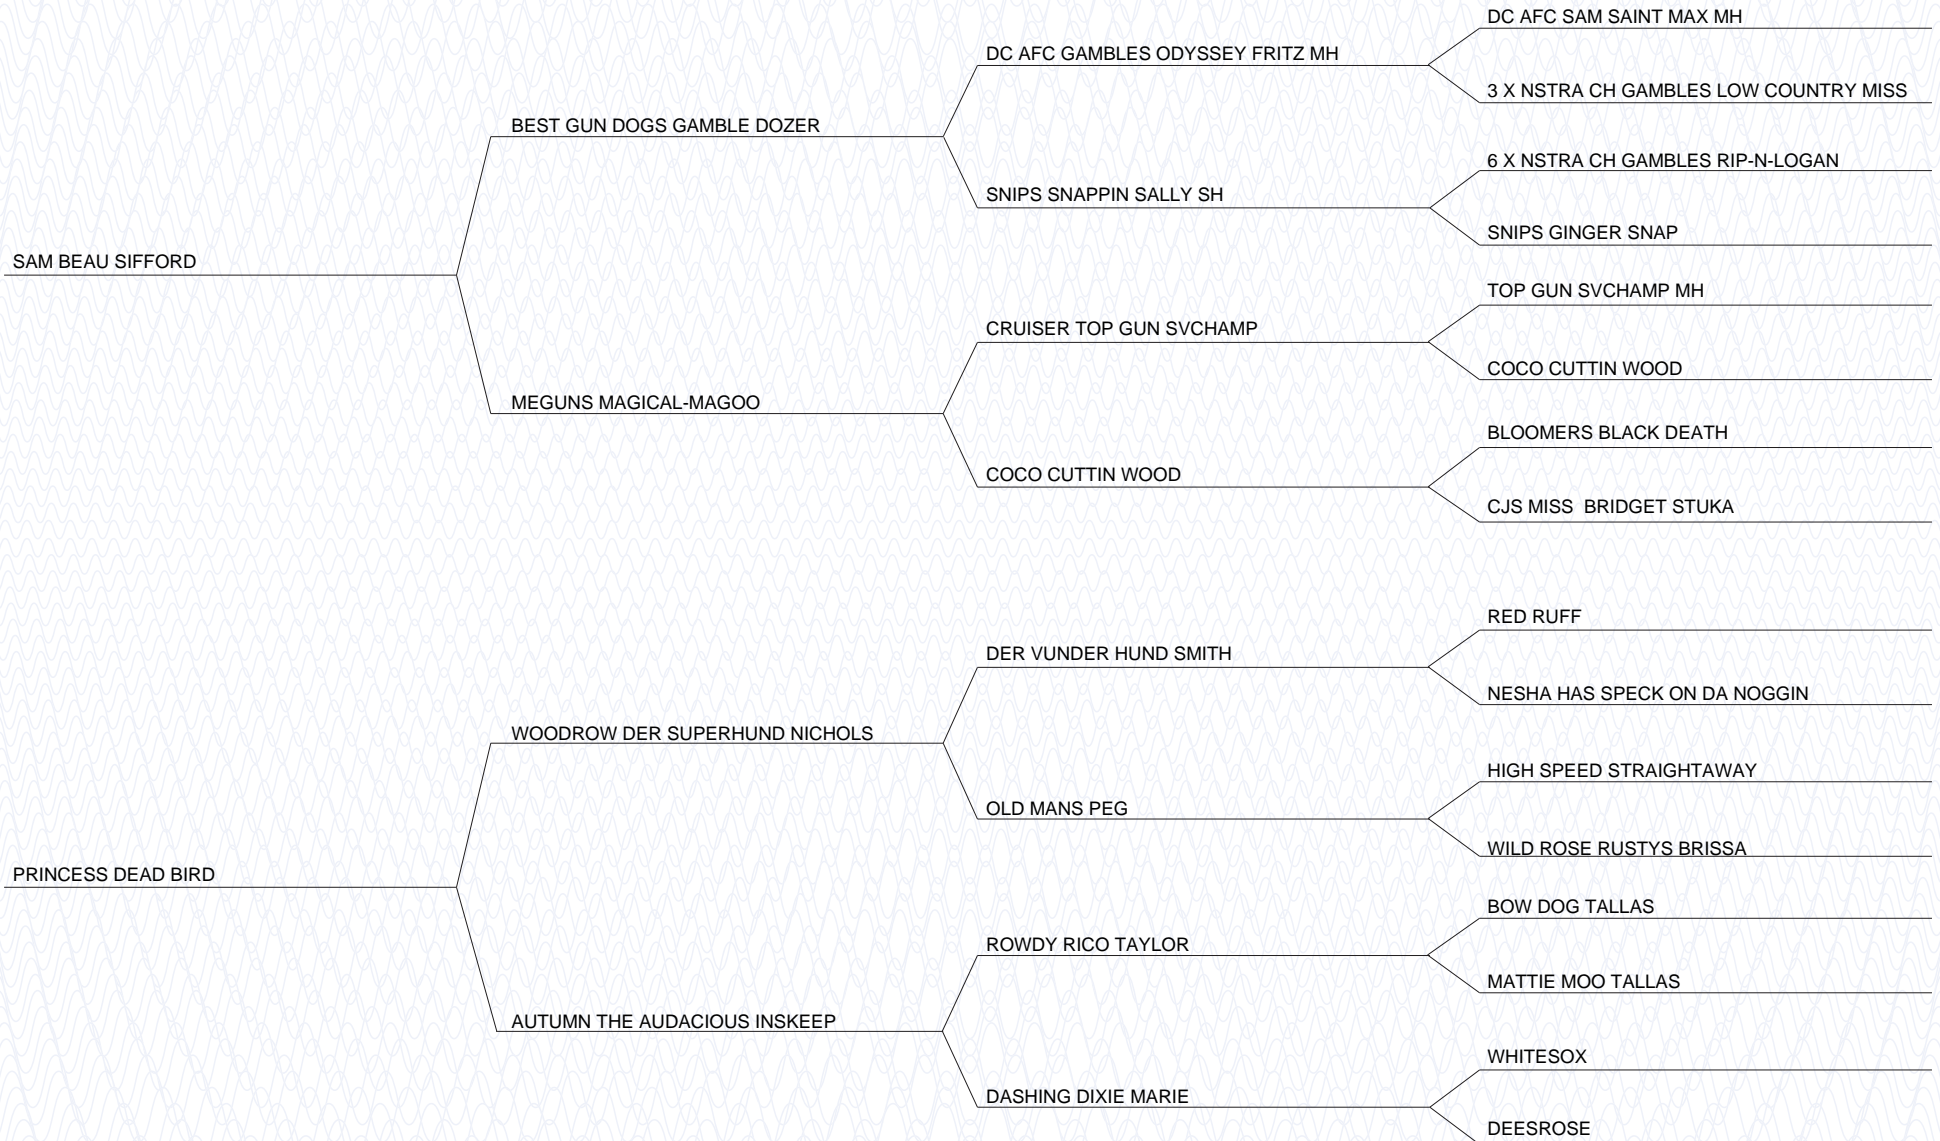 DC AFC SAM SAINT MAX MH
DC AFC GAMBLES ODYSSEY FRITZ MH
3 X NSTRA CH GAMBLES LOW COUNTRY MISS
BEST GUN DOGS GAMBLE DOZER
6 X NSTRA CH GAMBLES RIP-N-LOGAN
SNIPS SNAPPIN SALLY SH
SNIPS GINGER SNAP
SAM BEAU SIFFORD
TOP GUN SVCHAMP MH
CRUISER TOP GUN SVCHAMP
COCO CUTTIN WOOD
MEGUNS MAGICAL-MAGOO
BLOOMERS BLACK DEATH
COCO CUTTIN WOOD
CJS MISS  BRIDGET STUKA
RED RUFF
DER VUNDER HUND SMITH
NESHA HAS SPECK ON DA NOGGIN
WOODROW DER SUPERHUND NICHOLS
HIGH SPEED STRAIGHTAWAY
OLD MANS PEG
WILD ROSE RUSTYS BRISSA
PRINCESS DEAD BIRD
BOW DOG TALLAS
ROWDY RICO TAYLOR
MATTIE MOO TALLAS
AUTUMN THE AUDACIOUS INSKEEP
WHITESOX
DASHING DIXIE MARIE
DEESROSE